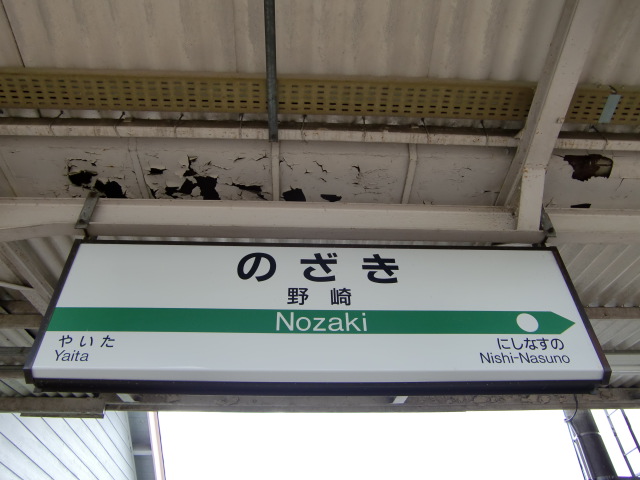 のざき
野崎
Nozaki
やいた
Yaita
にしなすの
Nishi-Nasuno